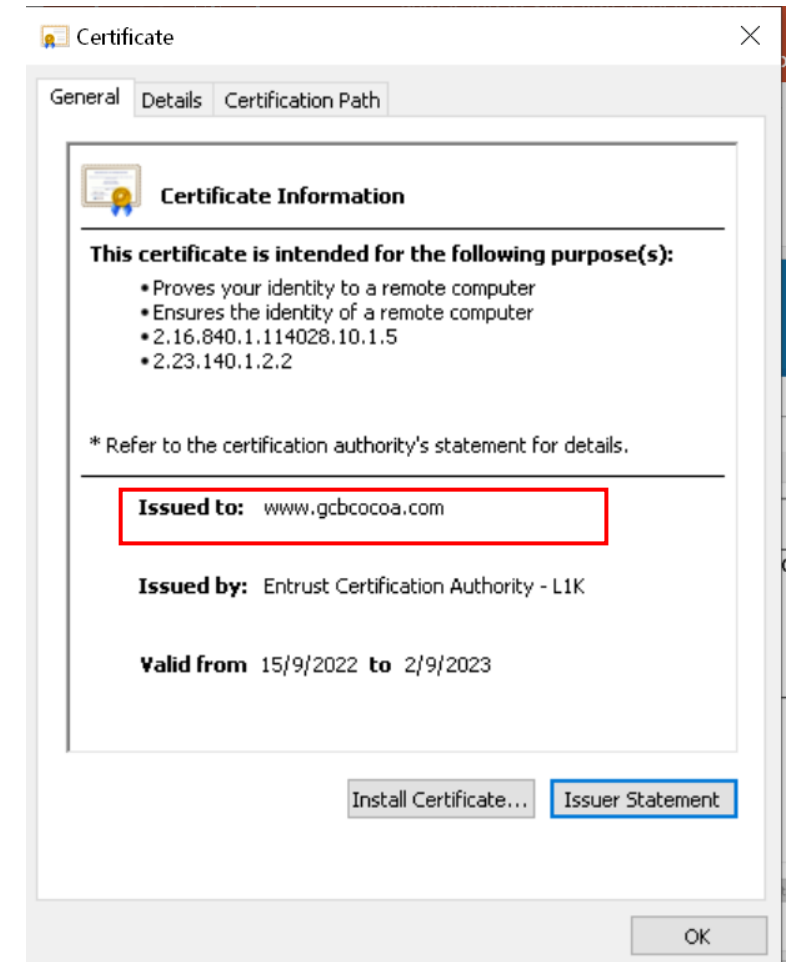 Certificate
General Details Certification Path
Certificate Information
This certificate is intended for the following purpose(s):
• Proves your identity to a remote computer
• Ensures the identity of a remote computer
• 2.16.840.1.114028.10.1.5
• 2.23.140.1.2.2
* Refer to the certification authority's statement for details.
Issued to: www.gcbcocoa.com
Issued by: Entrust Certification Authority - L1K
Valid from 15/9/2022 to 2/9/2023
Install Certificate... Issuer Statement
OK